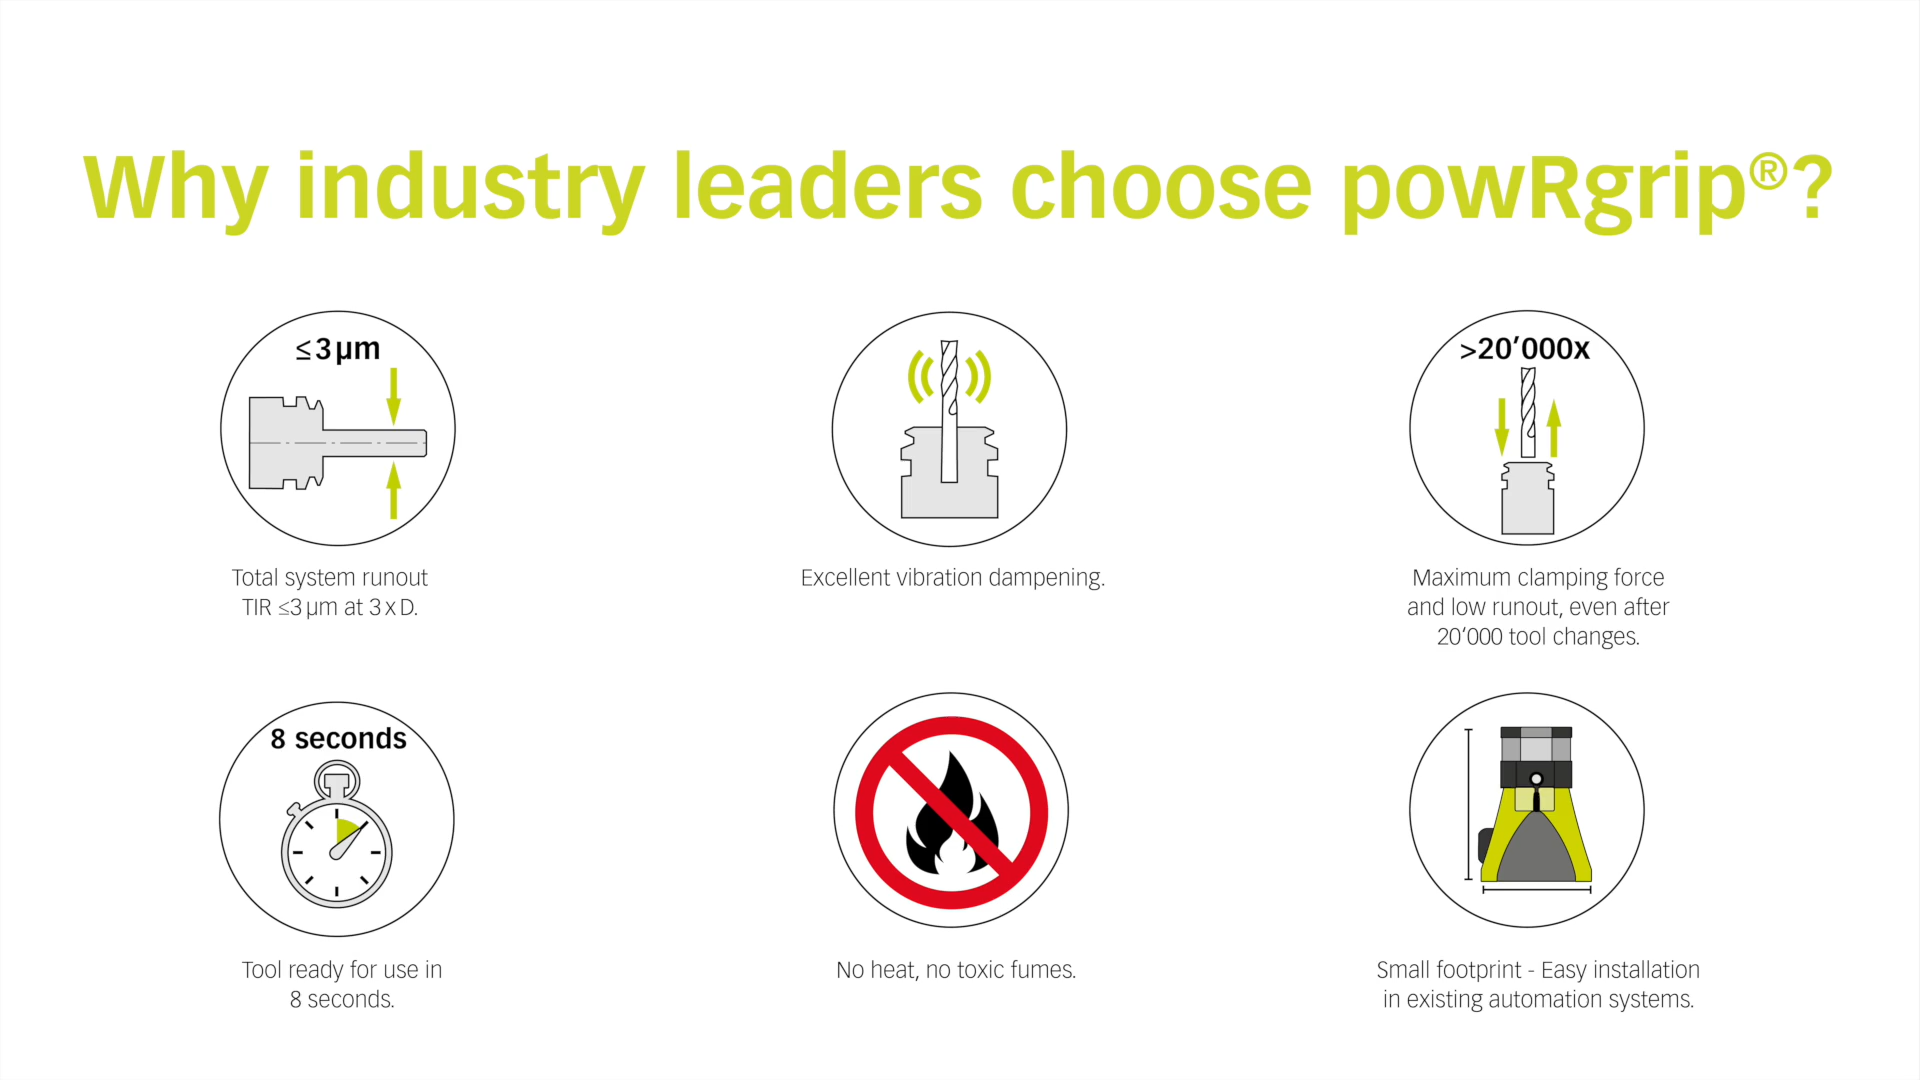 Why industry leaders choose powRgrip®?
≤3µm
>20’000x
Total system runout
TIR ≤3µm at 3 x D.
Excellent vibration dampening.
Maximum clamping force
and low runout, even after
20‘000 tool changes.
8 seconds
Tool ready for use in
8 seconds.
No heat, no toxic fumes.
Small footprint - Easy installation
in existing automation systems.